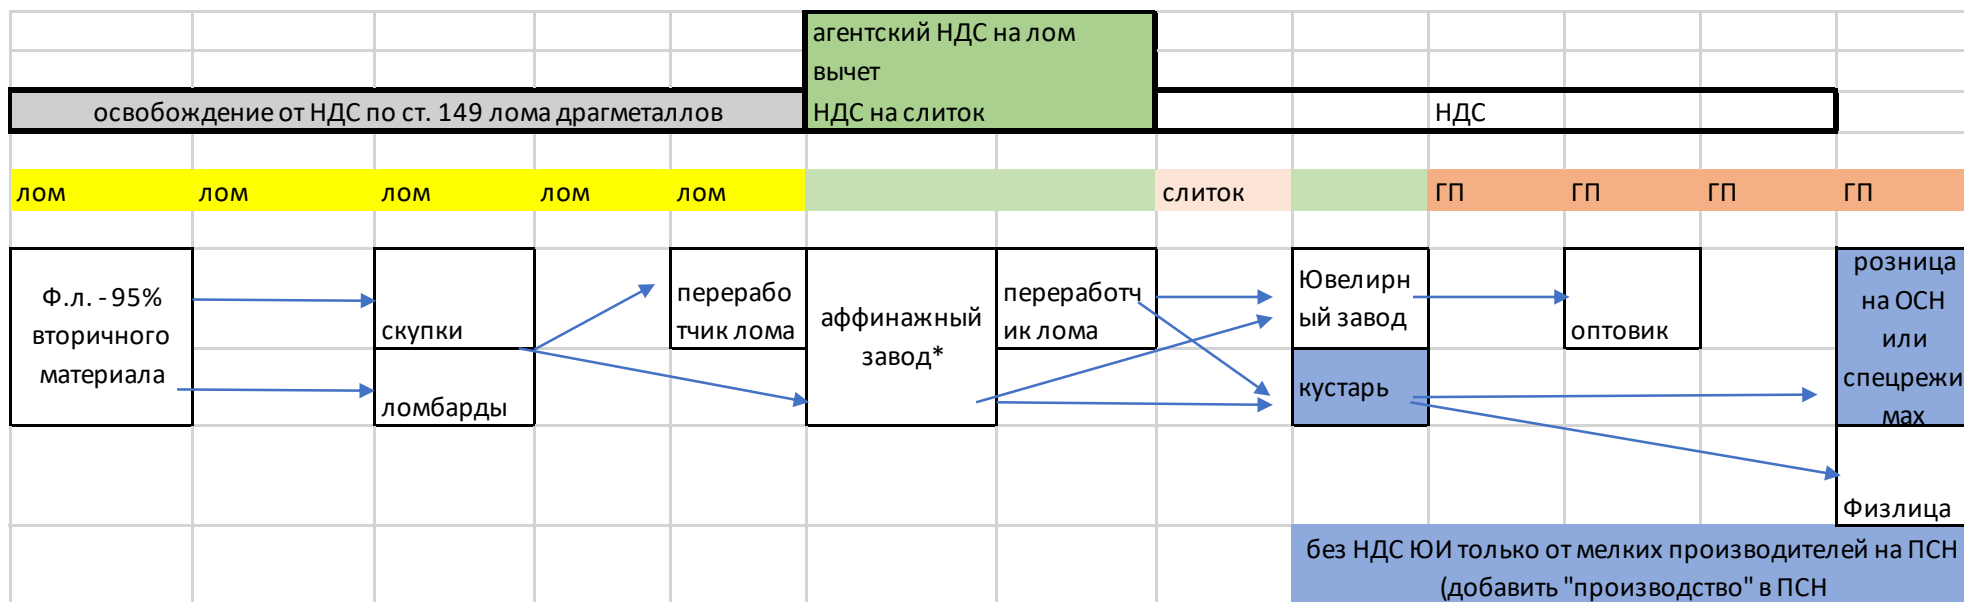 агентский НДС на лом
вычет
НДС на слиток
освобождение от НДС по ст. 149 лома драгметаллов
НДС
лом лом лом лом лом слиток ГП ГП ГП ГП
Ф.л. - 95%
вторичного
материала
скупки
ломбарды
перерабо
тчик лома
аффинажный
завод*
переработч
ик лома
Ювелирн
ый завод
кустарь
оптовик
розница
на ОСН
или
спецрежи
мах
Физлица
без НДС ЮИ только от мелких производителей на ПСН
(добавить "производство" в ПСН